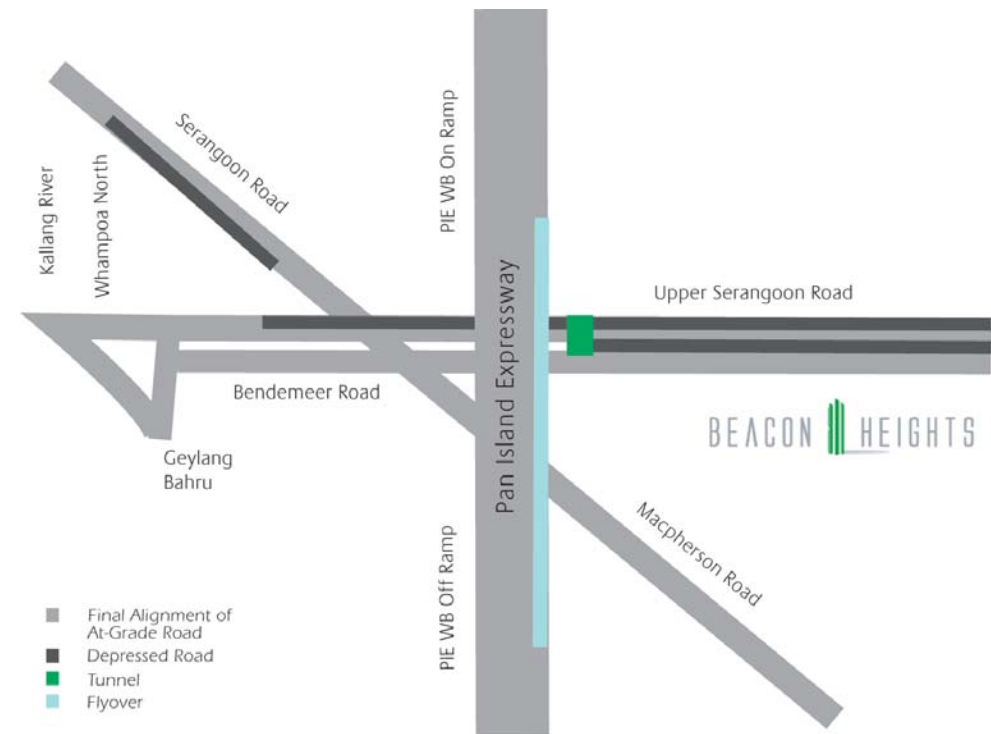 Serangoon Road
PIE WB On Ramp
Kallang River
Whampoa North
Pan Island Expressway
Upper Serangoon Road
Bendemeer Road
BEACON HEIGHTS
Geylang
Bahru
Macpherson Road
PIE WB Off Ramp
Final Alignment of
At-Grade Road
Depressed Road
Tunnel
Flyover